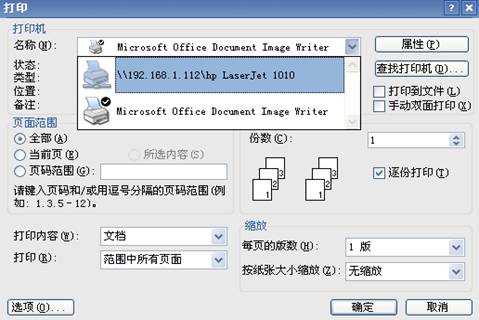 打印
打印机
名称(N):
Microsoft Office Document Image Writer
属性(P)
状态:
\\192.168.1.112\hp LaserJet 1010
查找打印机(D)...
类型:
位置:
Microsoft Office Document Image Writer
打印到文件(L)
备注:
手动双面打印(X)
页面范围
全部(A)
份数(C):
1
当前页(E)
所选内容(S)
页码范围(G):
逐份打印(T)
请键入页码和/或用逗号分隔的页码范围(例
如: 1.3.5-12)。
1
2
3
1
2
3
缩放
打印内容(W):
文档
每页的版数(H):
1 版
打印(R):
范围中所有页面
按纸张大小缩放(Z):
无缩放
选项(O)...
确定
取消